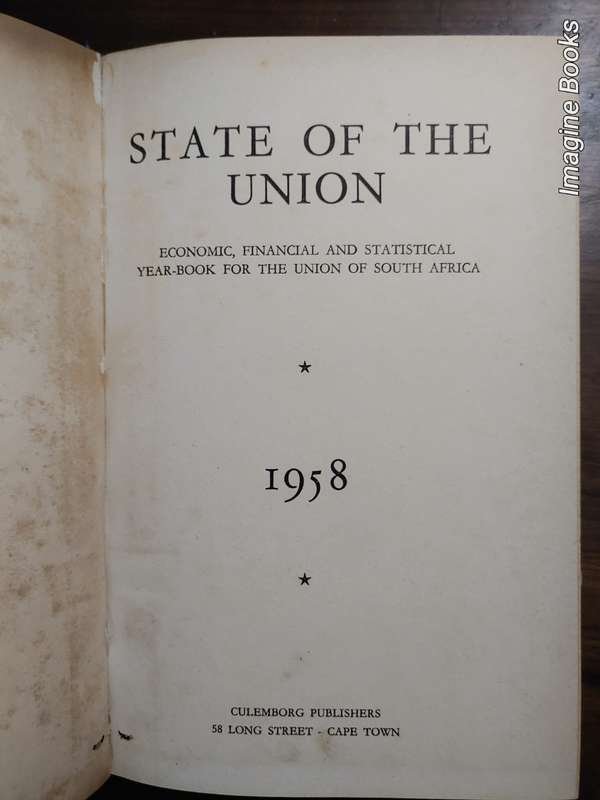 STATE OF THE
UNION
ECONOMIC, FINANCIAL AND STATISTICAL
YEAR-BOOK FOR THE UNION OF SOUTH AFRICA
1958
CULEMBORG PUBLISHERS
58 LONG STREET - CAPE TOWN
Imagine Books